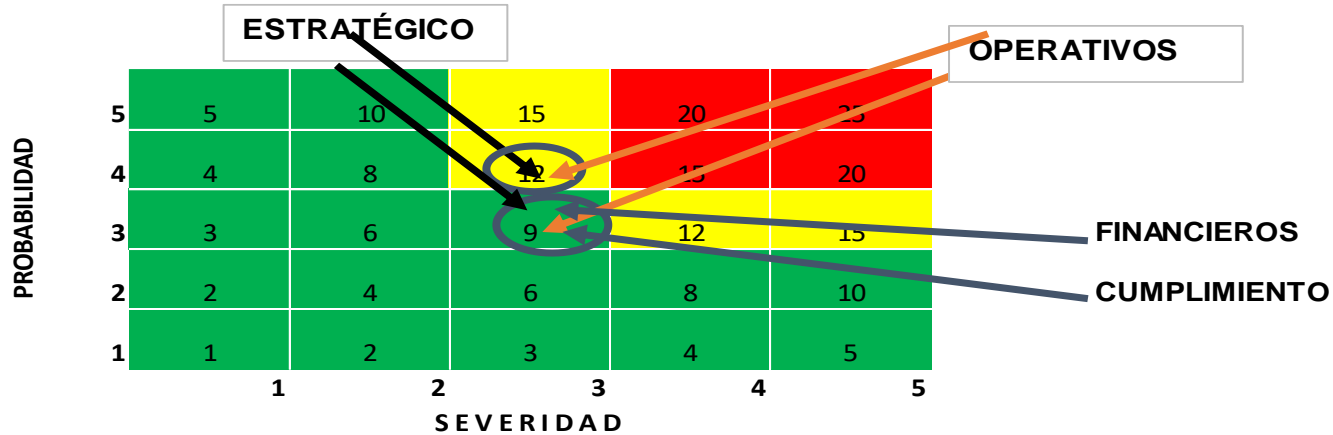 ESTRATÉGICO
OPERATIVOS
PROBABILIDAD
5 5 10 15 20 25
4 4 8 12 15 20
3 3 6 9 12 15
2 2 4 6 8 10
1 1 2 3 4 5
FINANCIEROS
CUMPLIMIENTO
1 2 3 4 5
SEVERIDAD